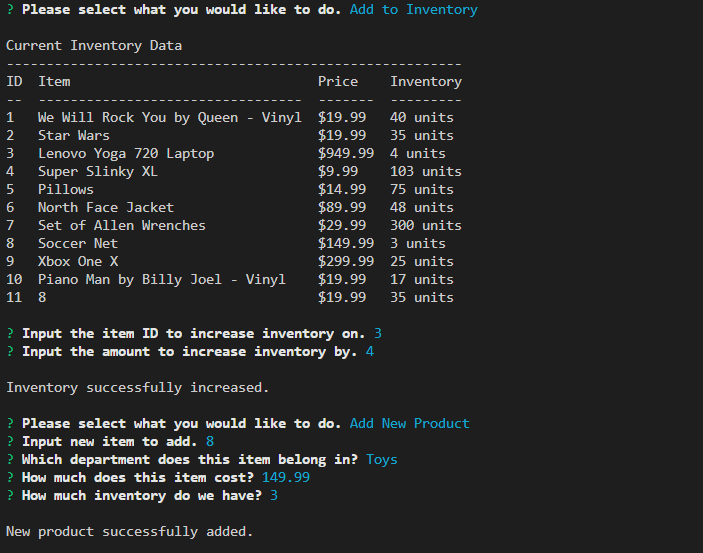 ? Please select what you would like to do. Add to Inventory
Current Inventory Data
---------------------------------------------------------
ID  Item                               Price    Inventory
--  ---------------------------------  -------  ---------
1   We Will Rock You by Queen - Vinyl  $19.99   40 units
2   Star Wars                          $19.99   35 units
3   Lenovo Yoga 720 Laptop             $949.99  4 units
4   Super Slinky XL                    $9.99    103 units
5   Pillows                            $14.99   75 units
6   North Face Jacket                  $89.99   48 units
7   Set of Allen Wrenches              $29.99   300 units
8   Soccer Net                         $149.99  3 units
9   Xbox One X                         $299.99  25 units
10  Piano Man by Billy Joel - Vinyl    $19.99   17 units
11  8                                  $19.99   35 units
? Input the item ID to increase inventory on. 3
? Input the amount to increase inventory by. 4
Inventory successfully increased.
? Please select what you would like to do. Add New Product
? Input new item to add. 8
? Which department does this item belong in? Toys
? How much does this item cost? 149.99
? How much inventory do we have? 3
New product successfully added.